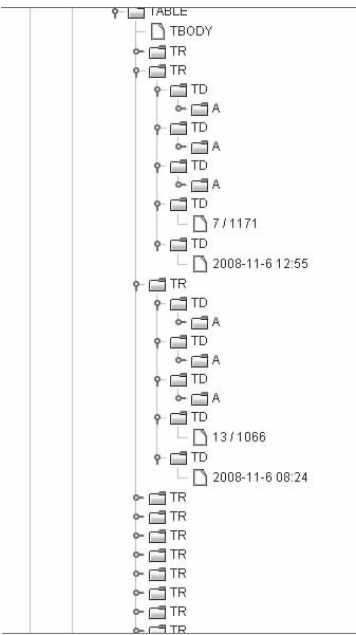 TABLE
TBODY
TR
TR
TD
A
TD
A
TD
A
TD
7 / 1171
TD
2008-11-6 12:55
TR
TD
A
TD
A
TD
A
TD
13 / 1066
TD
2008-11-6 08:24
TR
TR
TR
TR
TR
TR
TR
TR